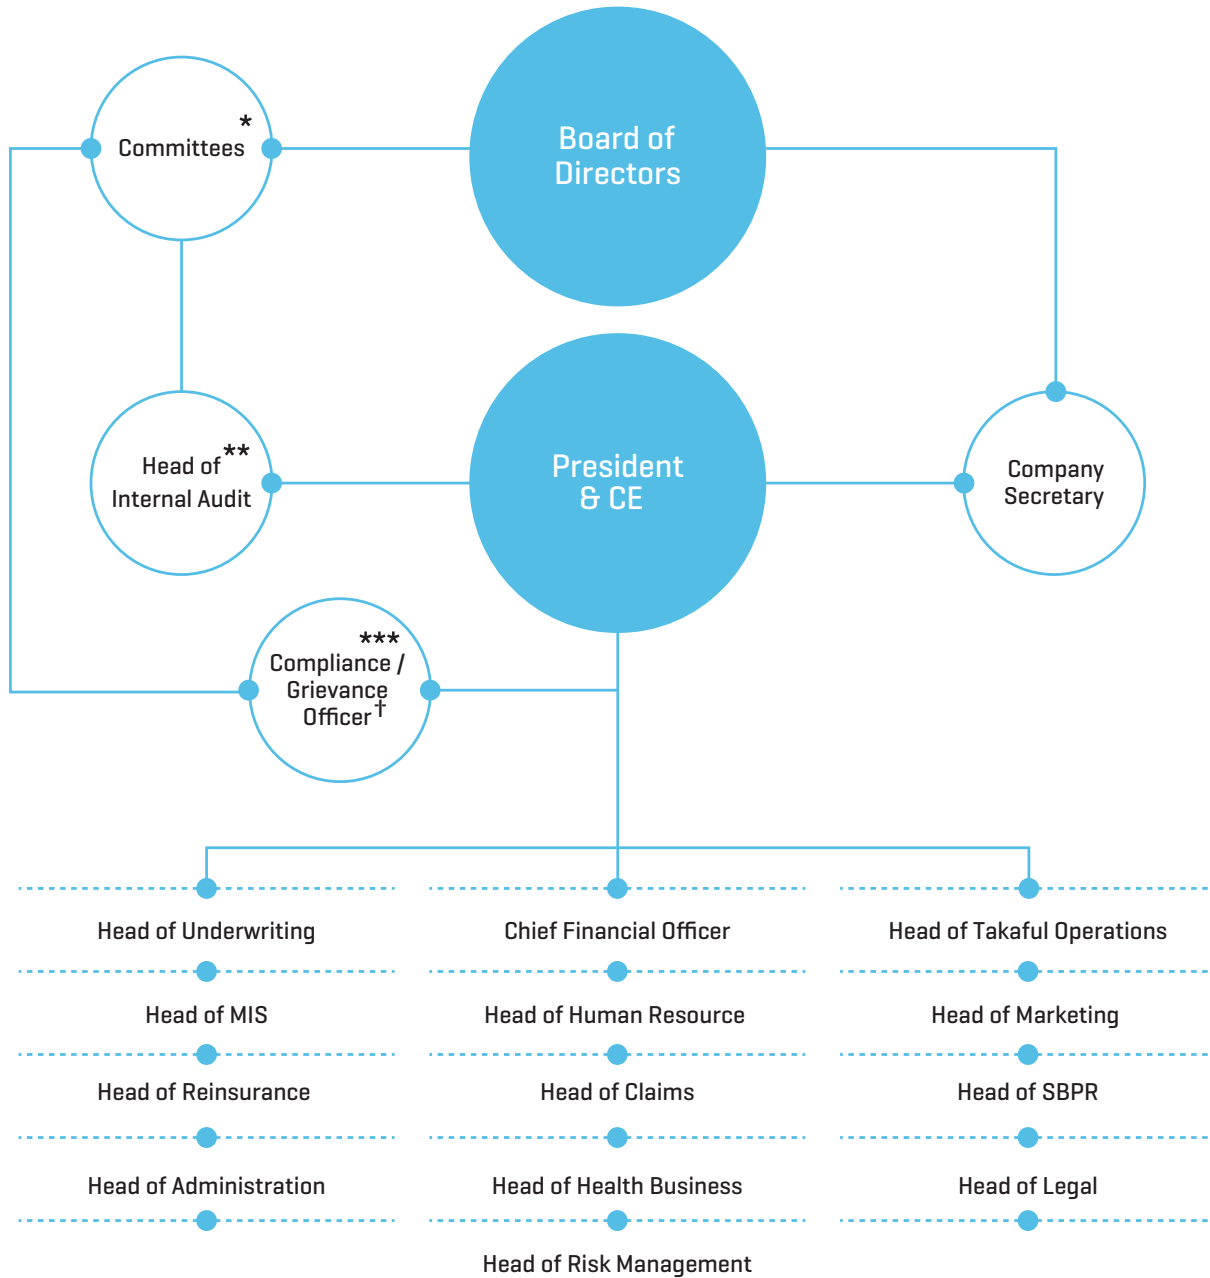 *
Committees
Board of
Directors
Head of**
Internal Audit
President
& CE
Company
Secretary
***
Compliance /
Grievance
Officer†
Head of Underwriting
Chief Financial Officer
Head of Takaful Operations
Head of MIS
Head of Human Resource
Head of Marketing
Head of Reinsurance
Head of Claims
Head of SBPR
Head of Administration
Head of Health Business
Head of Legal
Head of Risk Management